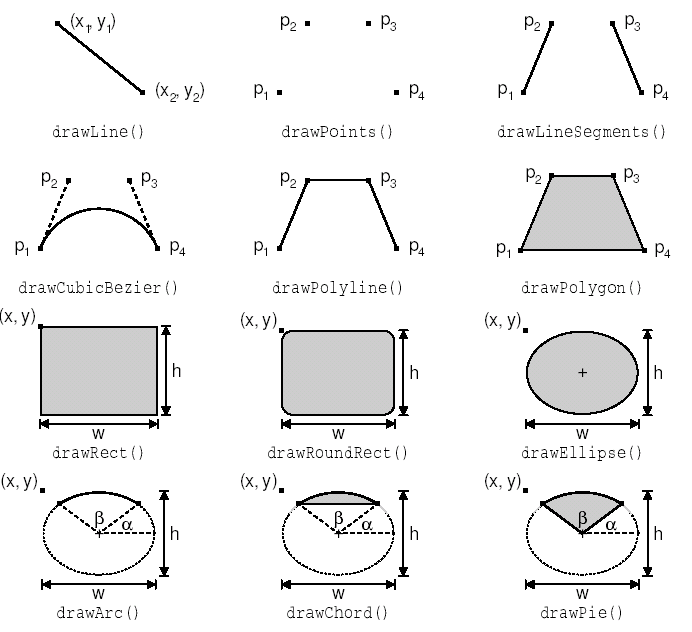 (x₁, y₁)
(x₂, y₂)
drawLine()
p₂ p₃
p₁ p₄
drawPoints()
p₂ p₃
p₁ p₄
drawLineSegments()
p₂ p₃
p₁ p₄
drawCubicBezier()
p₂ p₃
p₁ p₄
drawPolyline()
p₂ p₃
p₁ p₄
drawPolygon()
(x, y)
h
w
drawRect()
(x, y)
h
w
drawRoundRect()
(x, y)
+
h
w
drawEllipse()
(x, y)
β α h
w
drawArc()
(x, y)
β α h
w
drawChord()
(x, y)
β α h
w
drawPie()